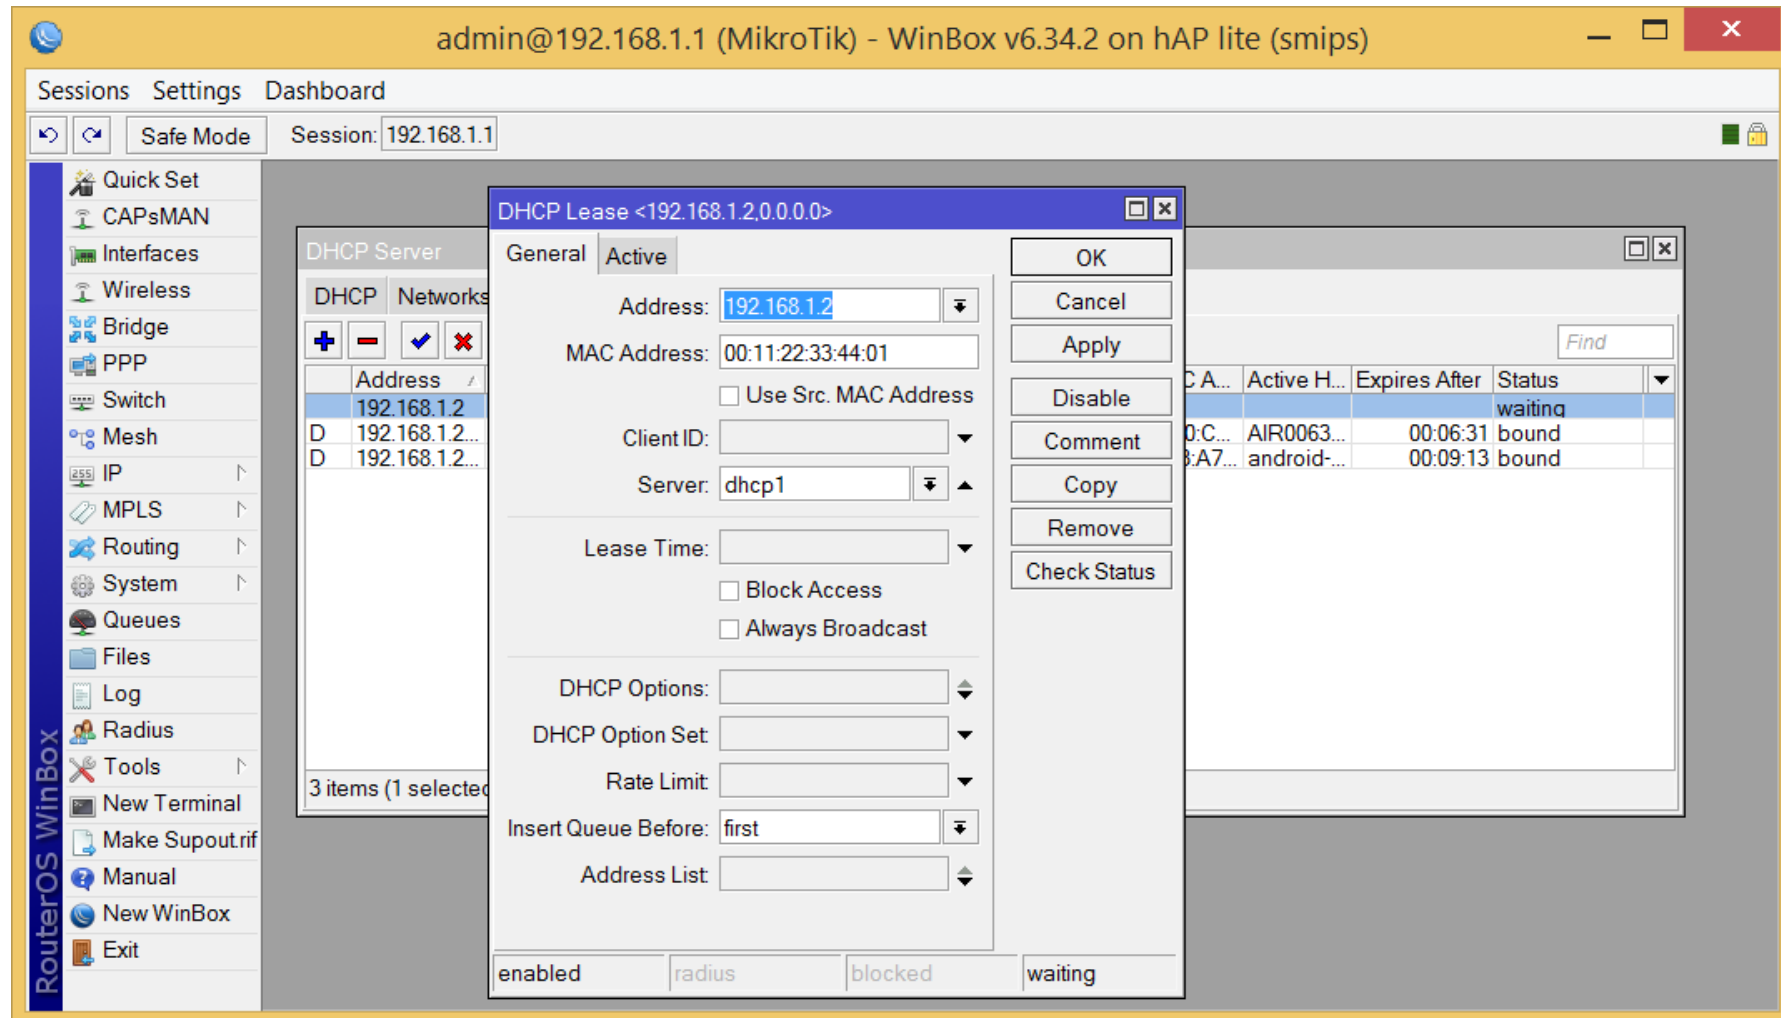 admin@192.168.1.1 (MikroTik) - WinBox v6.34.2 on hAP lite (smips)
Sessions Settings Dashboard
Safe Mode Session: 192.168.1.1
RouterOS WinBox
Quick Set
CAPsMAN
Interfaces
Wireless
Bridge
PPP
Switch
Mesh
IP
MPLS
Routing
System
Queues
Files
Log
Radius
Tools
New Terminal
Make Supout.rif
Manual
New WinBox
Exit
DHCP Server
DHCP Networks
Find
Address C A... Active H... Expires After Status
192.168.1.2 waiting
D 192.168.1.2... 0:C... AIR0063... 00:06:31 bound
D 192.168.1.2... 3:A7... android-... 00:09:13 bound
3 items (1 selected
DHCP Lease <192.168.1.2,0.0.0.0>
General Active
Address: 192.168.1.2
MAC Address: 00:11:22:33:44:01
Use Src. MAC Address
Client ID:
Server: dhcp1
Lease Time:
Block Access
Always Broadcast
DHCP Options:
DHCP Option Set:
Rate Limit:
Insert Queue Before: first
Address List:
OK
Cancel
Apply
Disable
Comment
Copy
Remove
Check Status
enabled radius blocked waiting